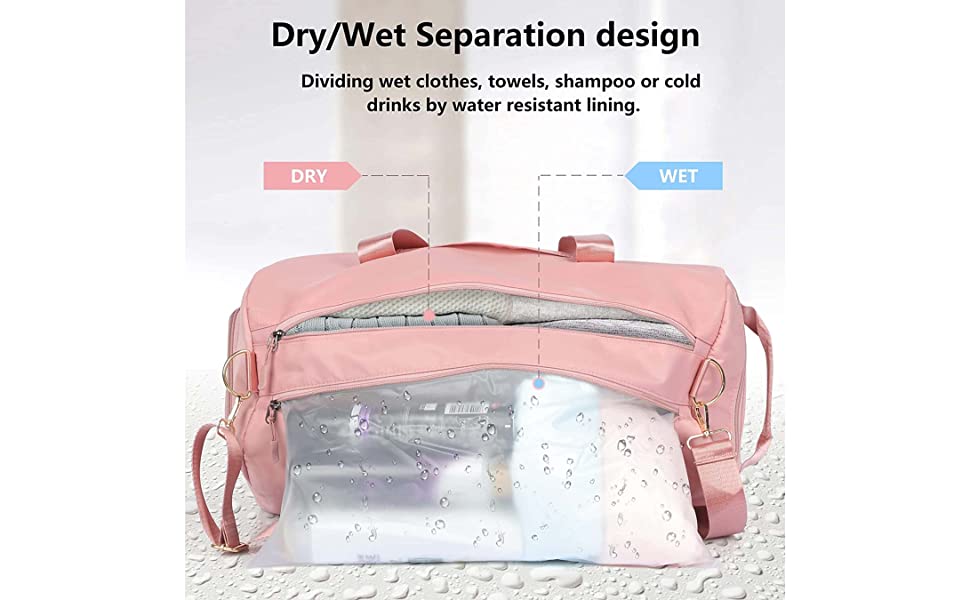 Dry/Wet Separation design
Dividing wet clothes, towels, shampoo or cold
drinks by water resistant lining.
DRY
WET